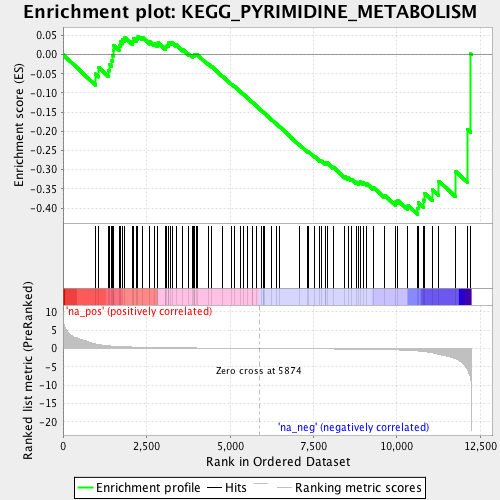 Enrichment plot: KEGG_PYRIMIDINE_METABOLISM
Enrichment score (ES)
0.05
0.00
-0.05
-0.10
-0.15
-0.20
-0.25
-0.30
-0.35
-0.40
'na_pos' (positively correlated)
Ranked list metric (PreRanked)
10
5
0
-5
-10
-15
-20
Zero cross at 5874
'na_neg' (negatively correlated)
0 2,500 5,000 7,500 10,000 12,500
Rank in Ordered Dataset
Enrichment profile Hits Ranking metric scores